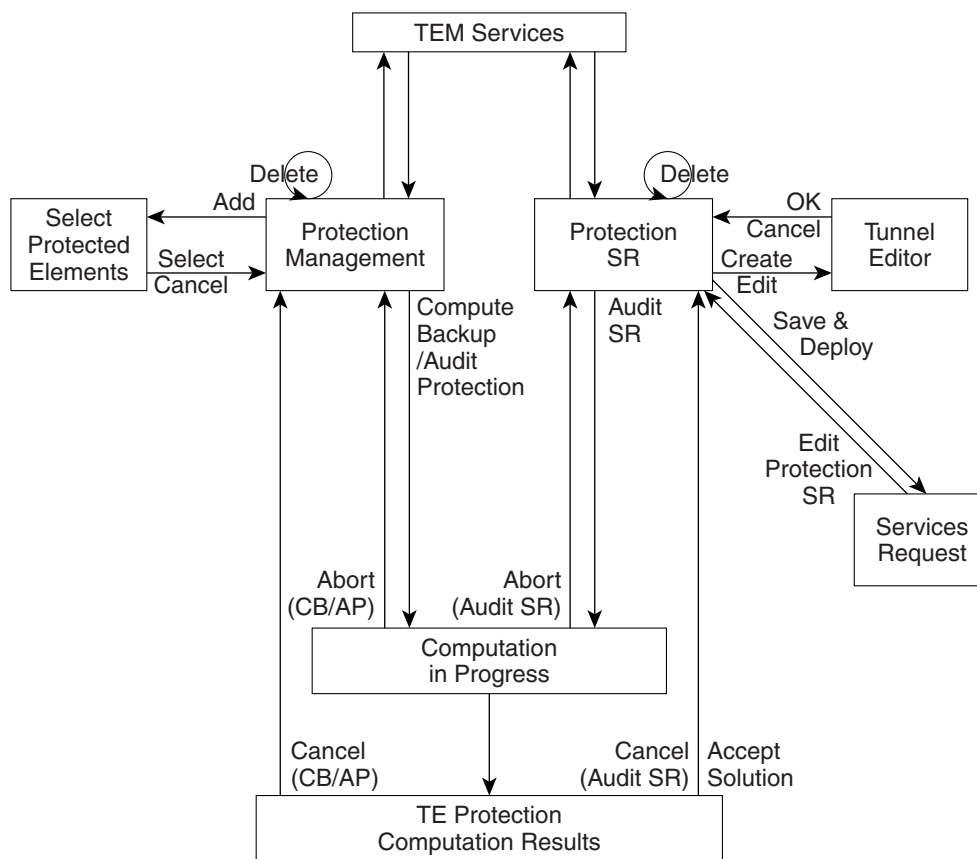 TEM Services
Delete
Delete
Add
OK
Cancel
Select
Protected
Elements
Protection
Management
Protection
SR
Tunnel
Editor
Select
Cancel
Create
Edit
Compute
Backup
/Audit
Protection
Audit
SR
Save &
Deploy
Edit
Protection
SR
Services
Request
Abort
(CB/AP)
Abort
(Audit SR)
Computation
in Progress
Cancel
(CB/AP)
Cancel
(Audit SR)
Accept
Solution
TE Protection
Computation Results